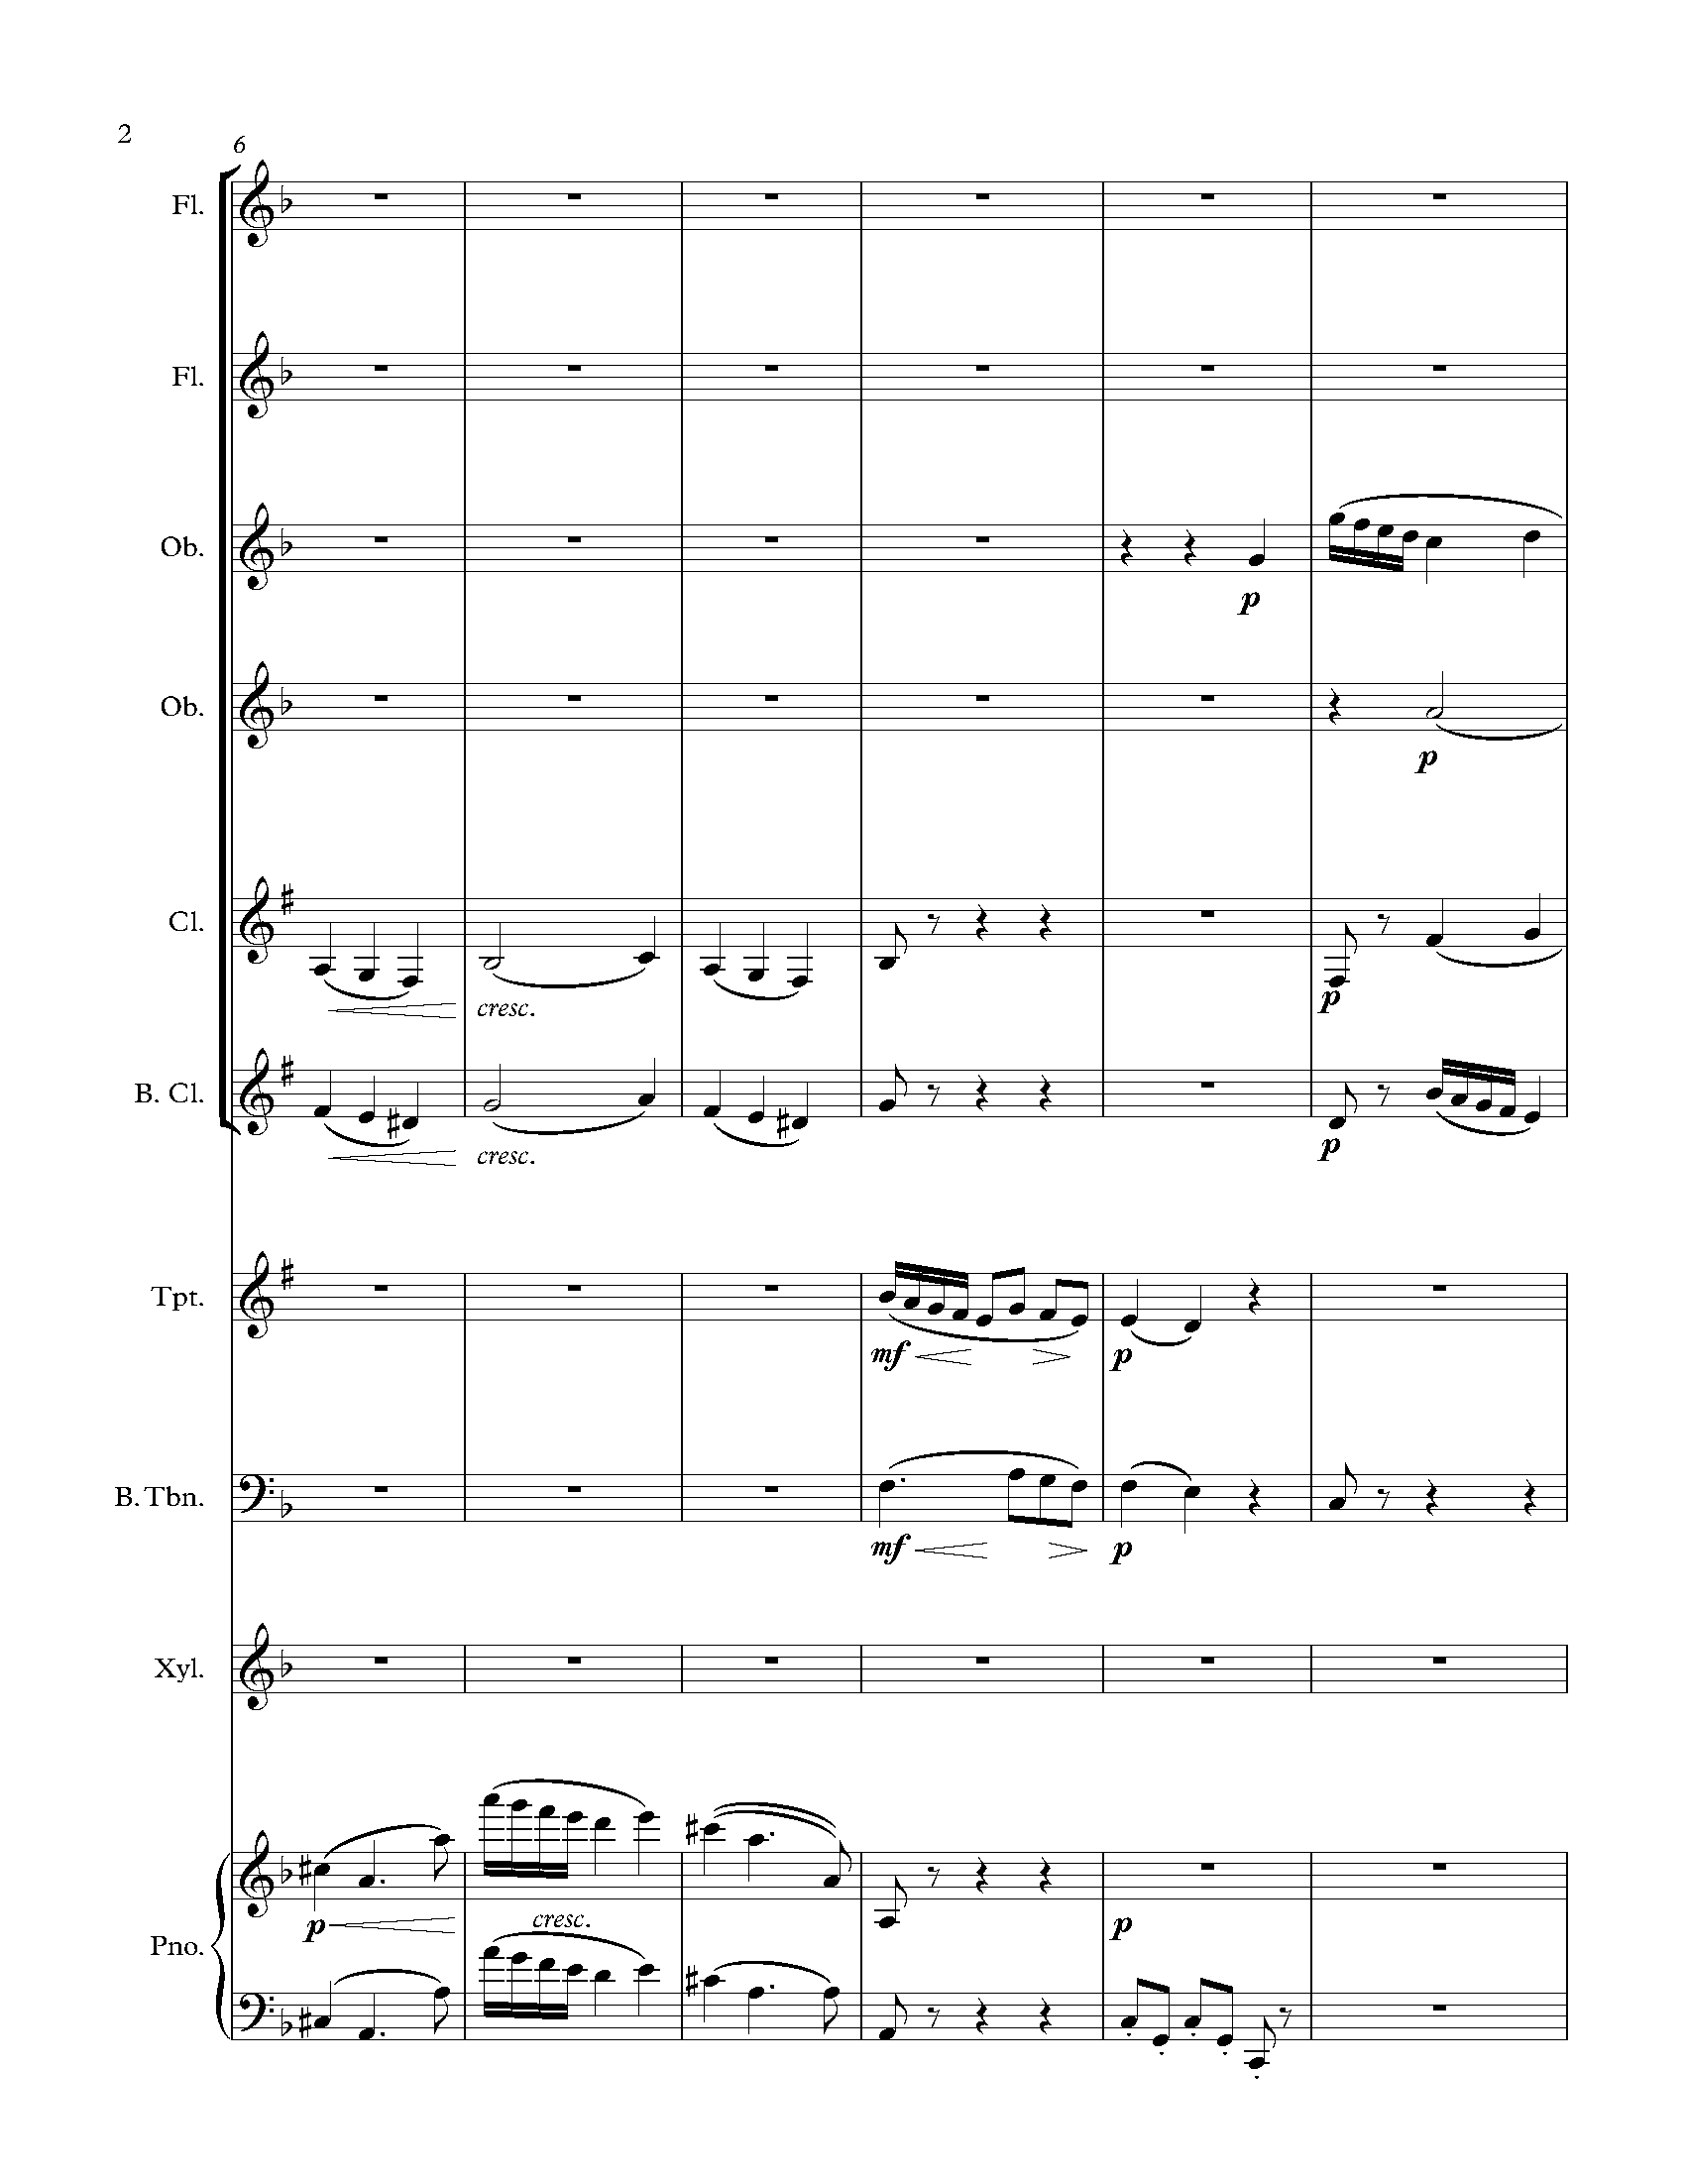 2
6
Fl.
Fl.
Ob.
p
Ob.
p
Cl.
cresc.
p
B. Cl.
cresc.
p
Tpt.
mf
p
B. Tbn.
mf
p
Xyl.
p
cresc.
p
Pno.